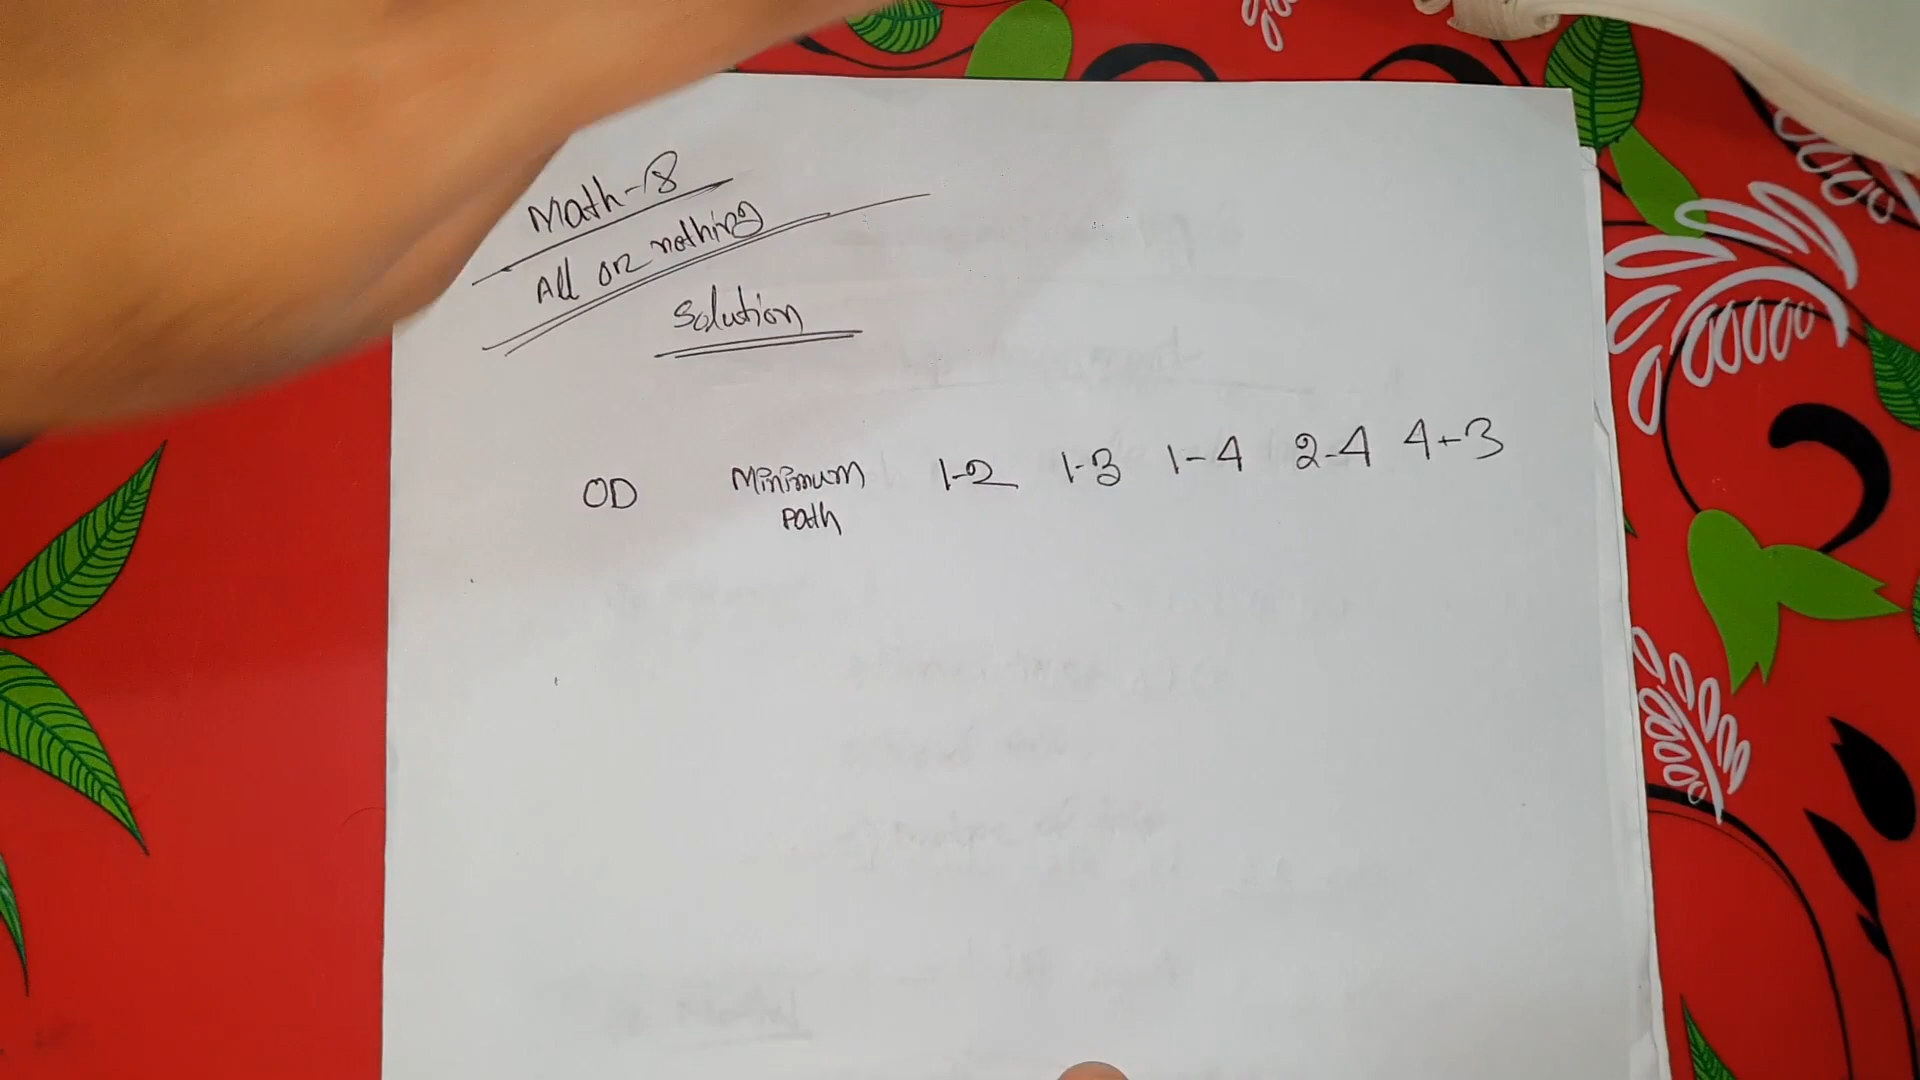 Math-8
All or nothing
Solution
OD Minimum path 1-2 1-3 1-4 2-4 4-3